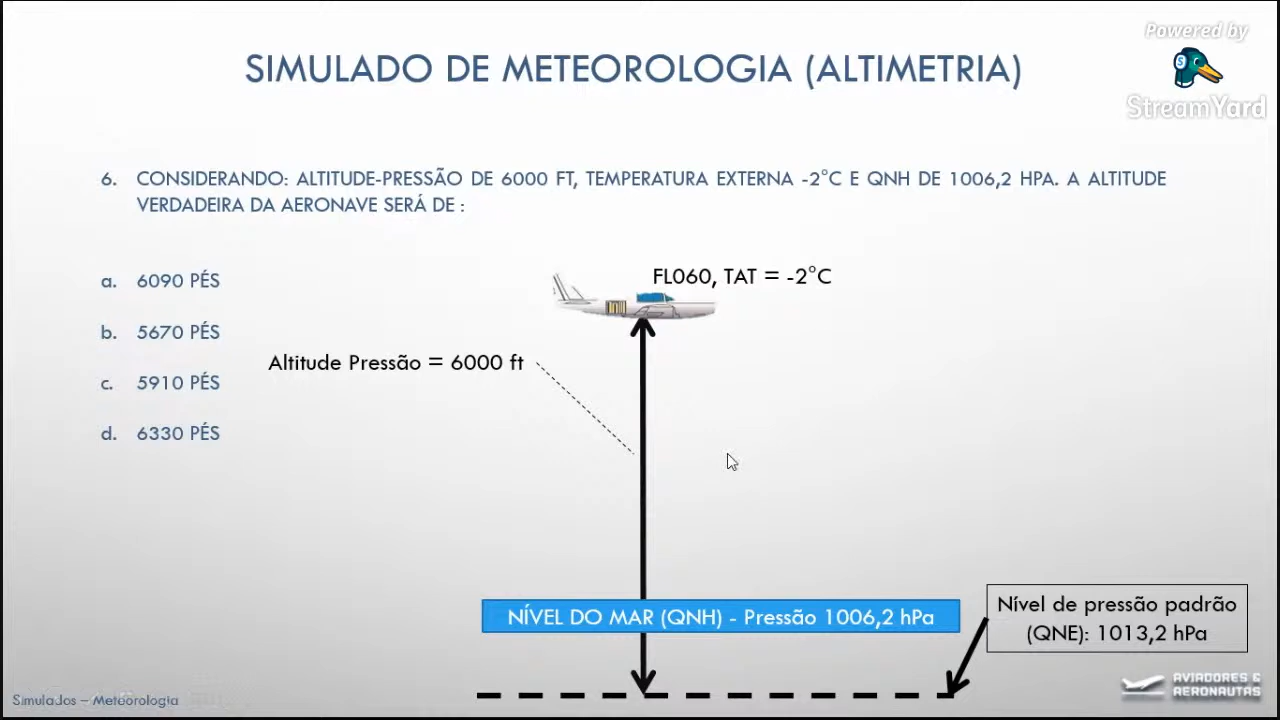 Powered by
StreamYard
SIMULADO DE METEOROLOGIA (ALTIMETRIA)
6. CONSIDERANDO: ALTITUDE-PRESSÃO DE 6000 FT, TEMPERATURA EXTERNA -2°C E QNH DE 1006,2 HPA. A ALTITUDE
VERDADEIRA DA AERONAVE SERÁ DE :
a. 6090 PÉS
b. 5670 PÉS
c. 5910 PÉS
d. 6330 PÉS
FL060, TAT = -2°C
Altitude Pressão = 6000 ft
NÍVEL DO MAR (QNH) - Pressão 1006,2 hPa
Nível de pressão padrão
(QNE): 1013,2 hPa
Simulados – Meteorologia
AVIADORES &
AERONAUTAS